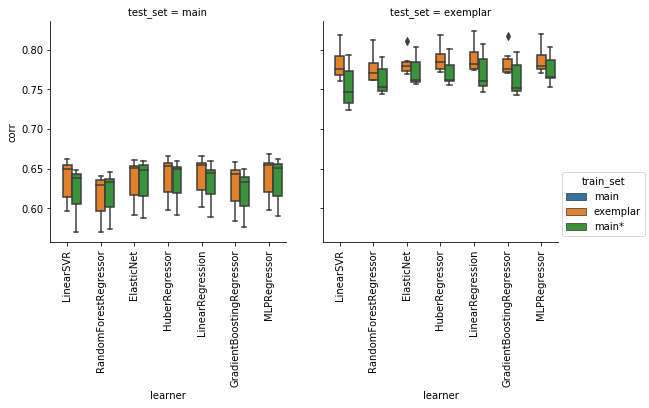 test_set = main
test_set = exemplar
corr
0.80
0.75
0.70
0.65
0.60
LinearSVR
RandomForestRegressor
ElasticNet
HuberRegressor
LinearRegression
GradientBoostingRegressor
MLPRegressor
learner
LinearSVR
RandomForestRegressor
ElasticNet
HuberRegressor
LinearRegression
GradientBoostingRegressor
MLPRegressor
learner
train_set
main
exemplar
main*